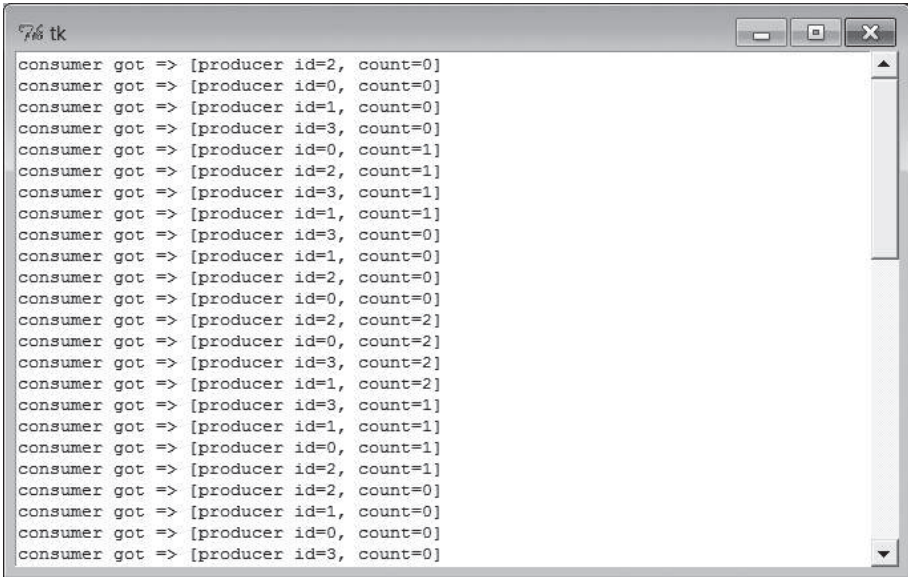 tk
consumer got => [producer id=2, count=0]
consumer got => [producer id=0, count=0]
consumer got => [producer id=1, count=0]
consumer got => [producer id=3, count=0]
consumer got => [producer id=0, count=1]
consumer got => [producer id=2, count=1]
consumer got => [producer id=3, count=1]
consumer got => [producer id=1, count=1]
consumer got => [producer id=3, count=0]
consumer got => [producer id=1, count=0]
consumer got => [producer id=2, count=0]
consumer got => [producer id=0, count=0]
consumer got => [producer id=2, count=2]
consumer got => [producer id=0, count=2]
consumer got => [producer id=3, count=2]
consumer got => [producer id=1, count=2]
consumer got => [producer id=3, count=1]
consumer got => [producer id=1, count=1]
consumer got => [producer id=0, count=1]
consumer got => [producer id=2, count=1]
consumer got => [producer id=2, count=0]
consumer got => [producer id=1, count=0]
consumer got => [producer id=0, count=0]
consumer got => [producer id=3, count=0]